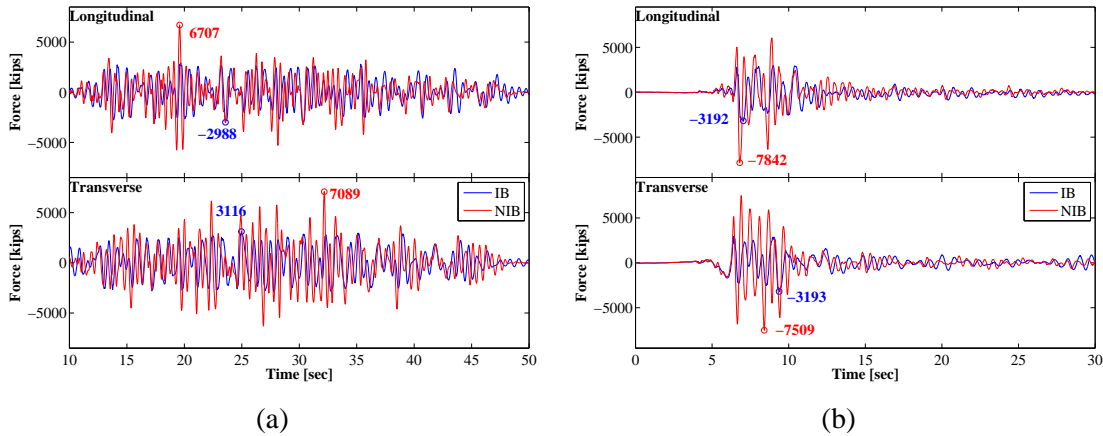 Longitudinal
6707
5000
0
−5000
−2988
Force [kips]
Transverse
IB
NIB
7089
3116
5000
0
−5000
Force [kips]
10 15 20 25 30 35 40 45 50
Time [sec]
(a)
Longitudinal
5000
0
−5000
−3192
−7842
Force [kips]
Transverse
IB
NIB
5000
0
−5000
−3193
−7509
Force [kips]
0 5 10 15 20 25 30
Time [sec]
(b)